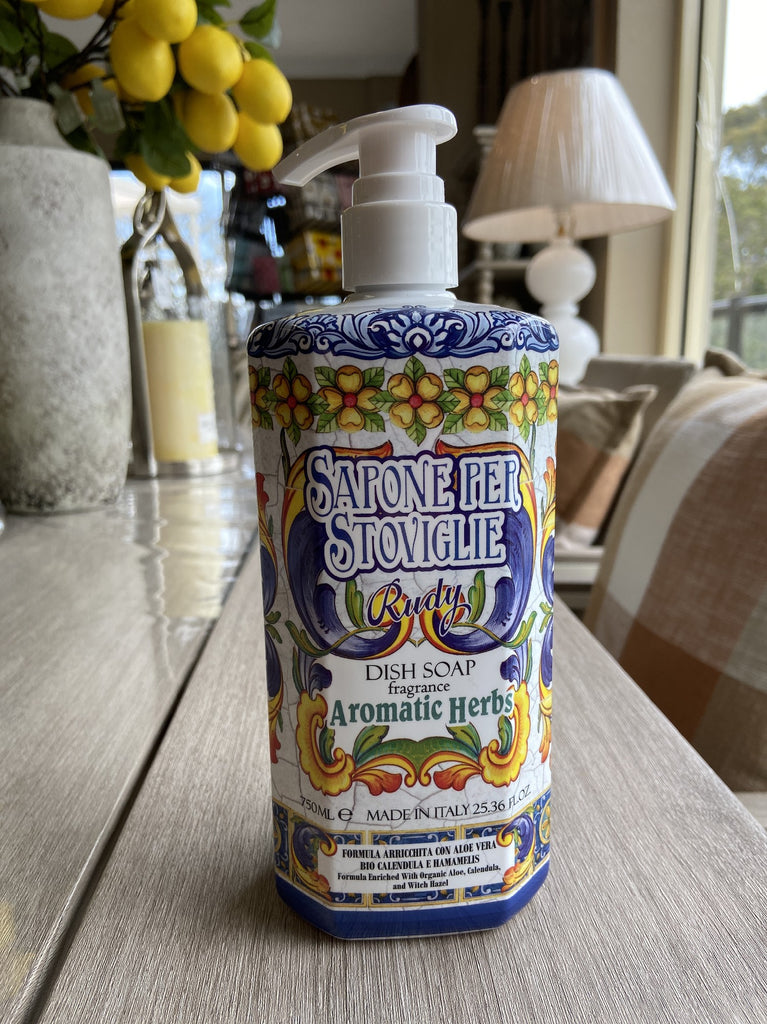 SAPONE PER
STOVIGLIE
Rudy
DISH SOAP
fragrance
Aromatic Herbs
750ML e MADE IN ITALY 25.36 FL.OZ.
FORMULA ARRICCHITA CON ALOE VERA
BIO CALENDULA E HAMAMELIS
Formula Enriched With Organic Aloe, Calendula,
and Witch Hazel